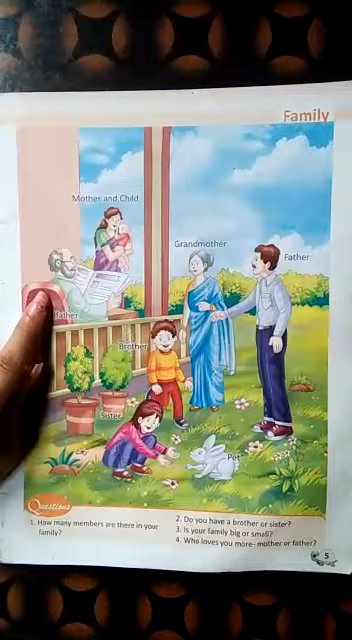 Family
Mother and Child
Grandmother
Father
father
Brother
Sister
Pet
Questions
1. How many members are there in your
family?
2. Do you have a brother or sister?
3. Is your family big or small?
4. Who loves you more- mother or father?
5